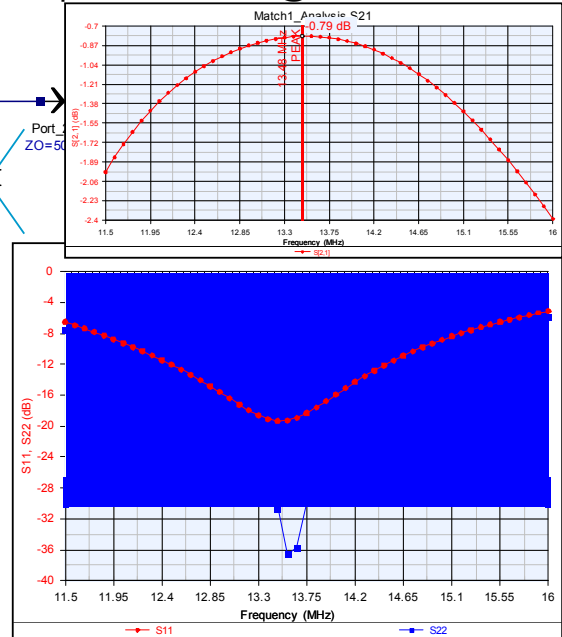 Match1_Analysis S21
-0.79 dB
13.48 MHz
PEAK
S[2,1] (dB)
-0.7
-0.87
-1.04
-1.21
-1.38
-1.55
-1.72
-1.89
-2.06
-2.23
-2.4
11.5 11.95 12.4 12.85 13.3 13.75 14.2 14.65 15.1 15.55 16
Frequency (MHz)
S[2,1]
Port_
ZO=50
S11, S22 (dB)
0
-4
-8
-12
-16
-20
-24
-28
-32
-36
-40
11.5 11.95 12.4 12.85 13.3 13.75 14.2 14.65 15.1 15.55 16
Frequency (MHz)
S11 S22